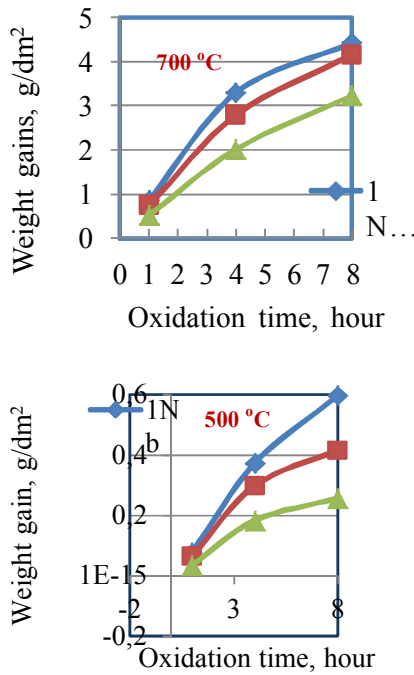 Weight gains, g/dm2
5
4
3
2
1
0
700 oC
1
N…
0 1 2 3 4 5 6 7 8
Oxidation time, hour
Weight gain, g/dm2
0,6
0,4
0,2
1E-15
-0,2
1N
b
500 oC
-2 3 8
Oxidation time, hour